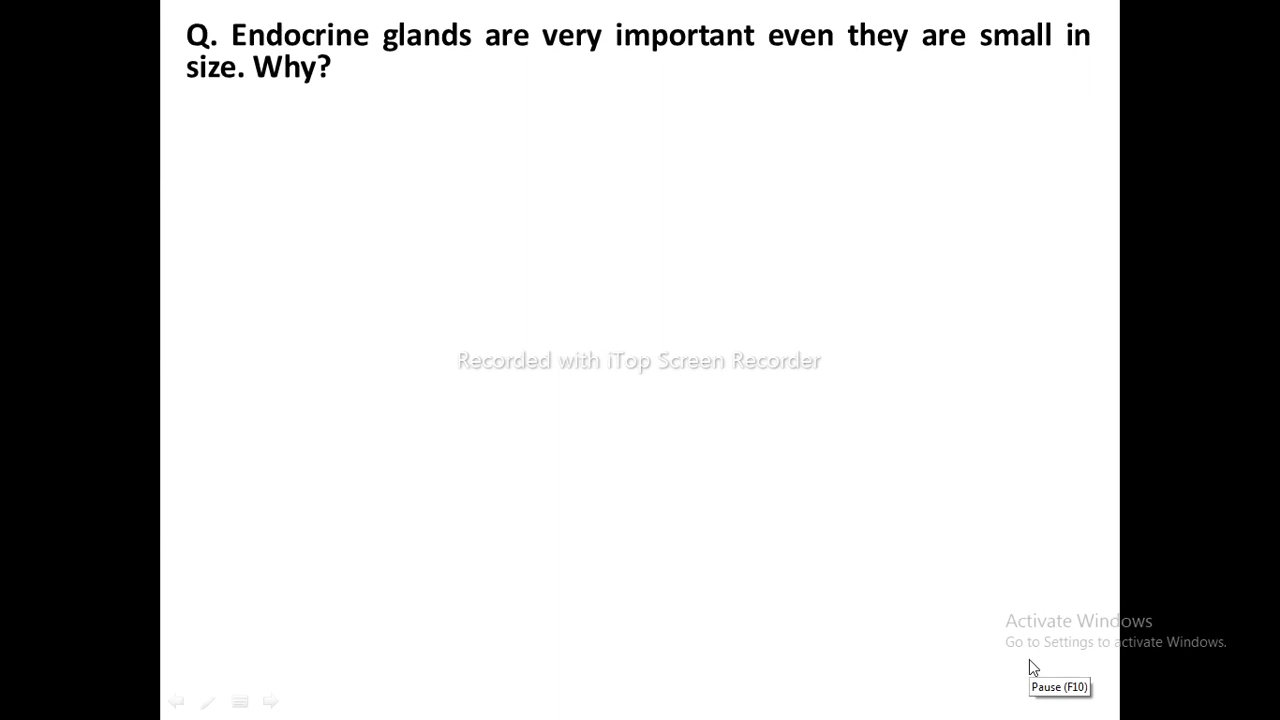 Q. Endocrine glands are very important even they are small in
size. Why?
Recorded with iTop Screen Recorder
Activate Windows
Go to Settings to activate Windows.
Pause (F10)